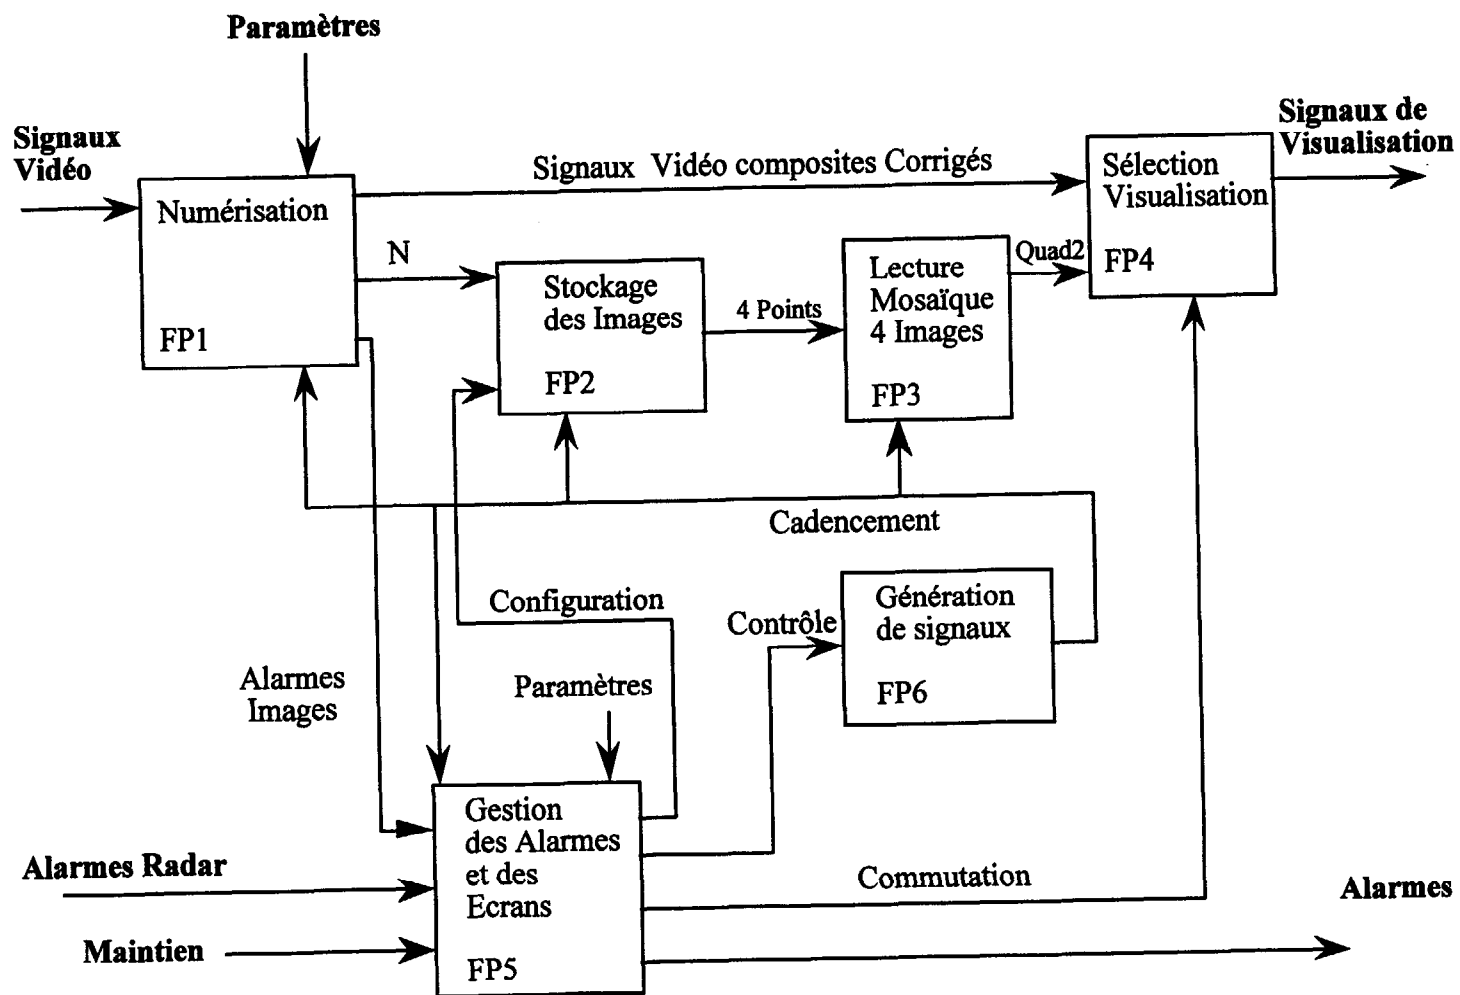 Paramètres
Signaux
Vidéo
Numérisation
FP1
Signaux Vidéo composites Corrigés
Sélection
Visualisation
FP4
Signaux de
Visualisation
N
Stockage
des Images
FP2
4 Points
Lecture
Mosaïque
4 Images
FP3
Quad2
Cadencement
Configuration
Contrôle
Génération
de signaux
FP6
Alarmes
Images
Paramètres
Gestion
des Alarmes
et des
Ecrans
FP5
Alarmes Radar
Maintien
Commutation
Alarmes